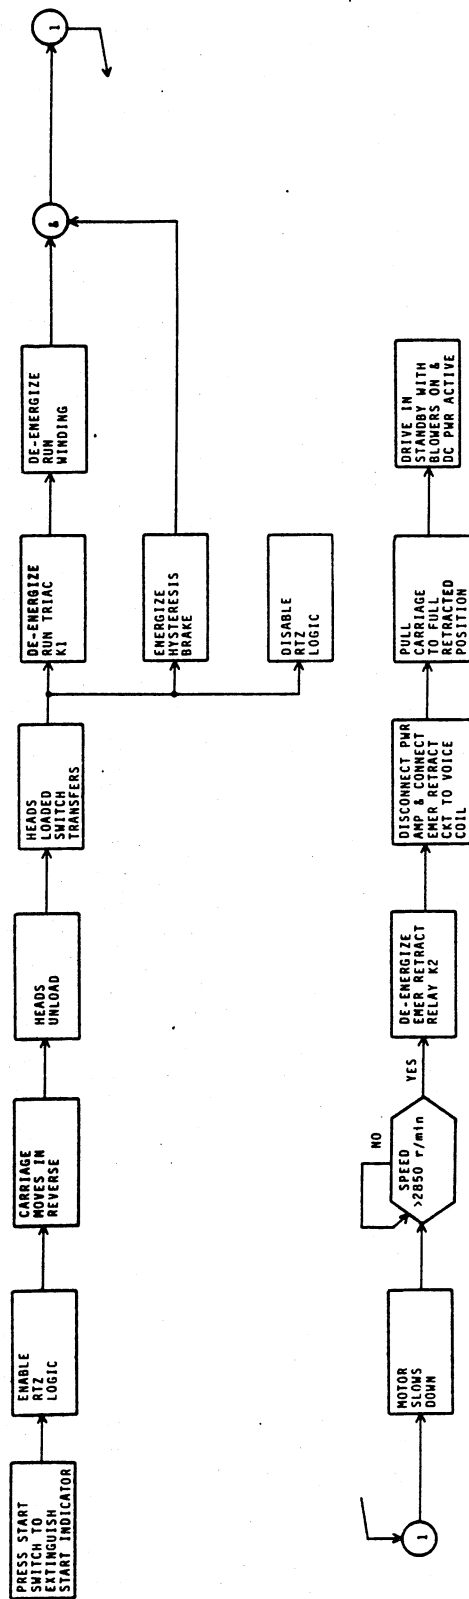 PRESS START
SWITCH TO
EXTINGUISH
START INDICATOR
ENABLE
RTZ
LOGIC
CARRIAGE
MOVES IN
REVERSE
HEADS
UNLOAD
HEADS
LOADED
SWITCH
TRANSFERS
DE-ENERGIZE
RUN TRIAC
K1
DE-ENERGIZE
RUN
WINDING
&
1
ENERGIZE
HYSTERESIS
BRAKE
DISABLE
RTZ
LOGIC
1
MOTOR
SLOWS
DOWN
SPEED
>2850 r/min
NO
YES
DE-ENERGIZE
EMER RETRACT
RELAY K2
DISCONNECT PWR
AMP & CONNECT
EMER RETRACT
CKT TO VOICE
COIL
PULL
CARRIAGE
TO FULL
RETRACTED
POSITION
DRIVE IN
STANDBY WITH
BLOWERS ON &
DC PWR ACTIVE